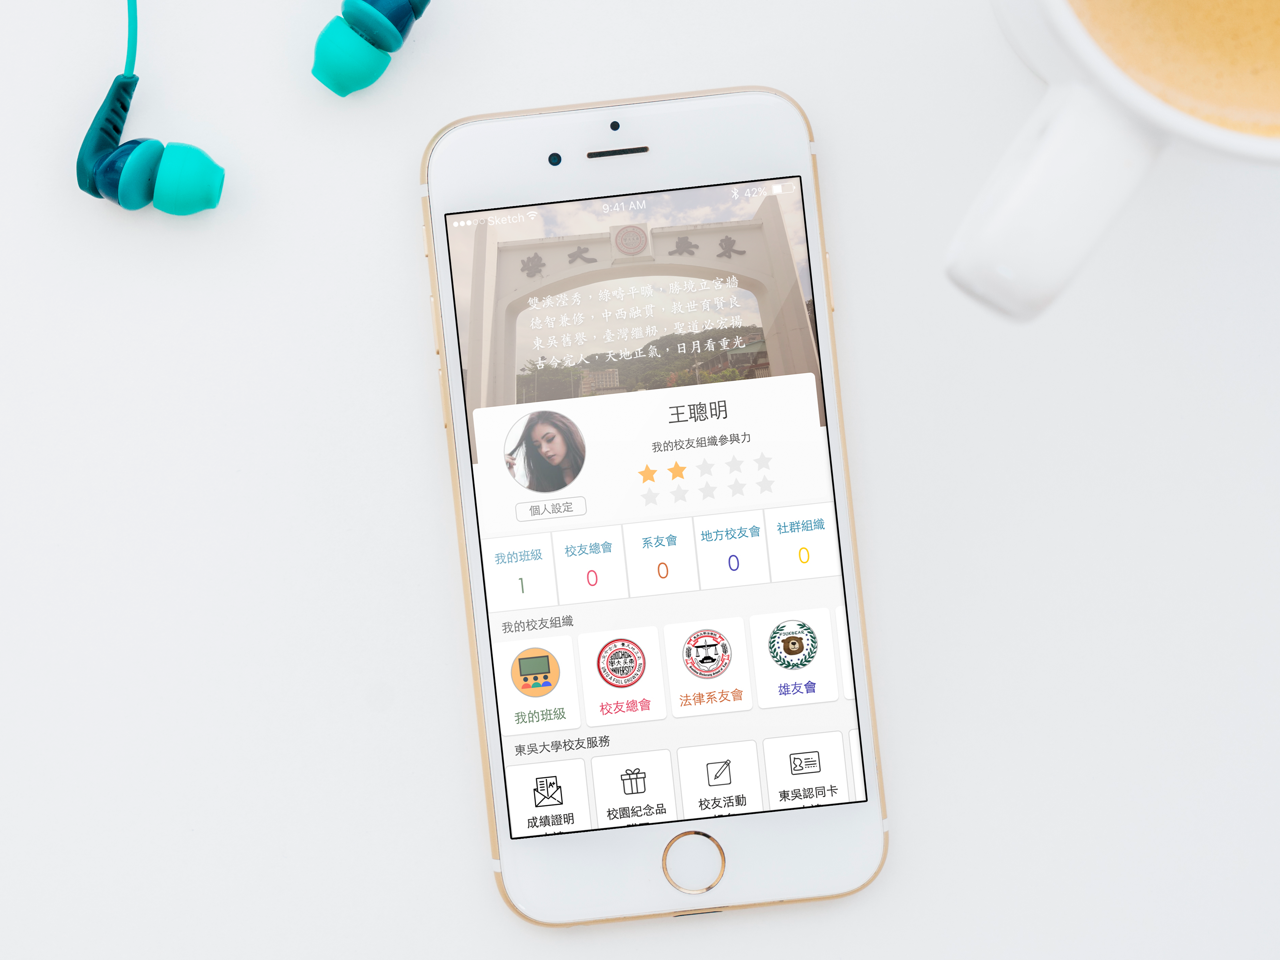 Sketch
9:41 AM
42%
學大吳東
雙溪瀅秀，綠疇平曠，勝境立宮牆
德智兼修，中西融貫，救世育賢良
東吳舊譽，臺灣繼舫，聖道必宏揚
古今完人，天地正氣，日月看重光
王聰明
我的校友組織參與力
個人設定
我的班級
校友總會
系友會
地方校友會
社群組織
1
0
0
0
0
我的校友組織
我的班級
校友總會
法律系友會
雄友會
東吳大學校友服務
成績證明
校園紀念品
校友活動
東吳認同卡